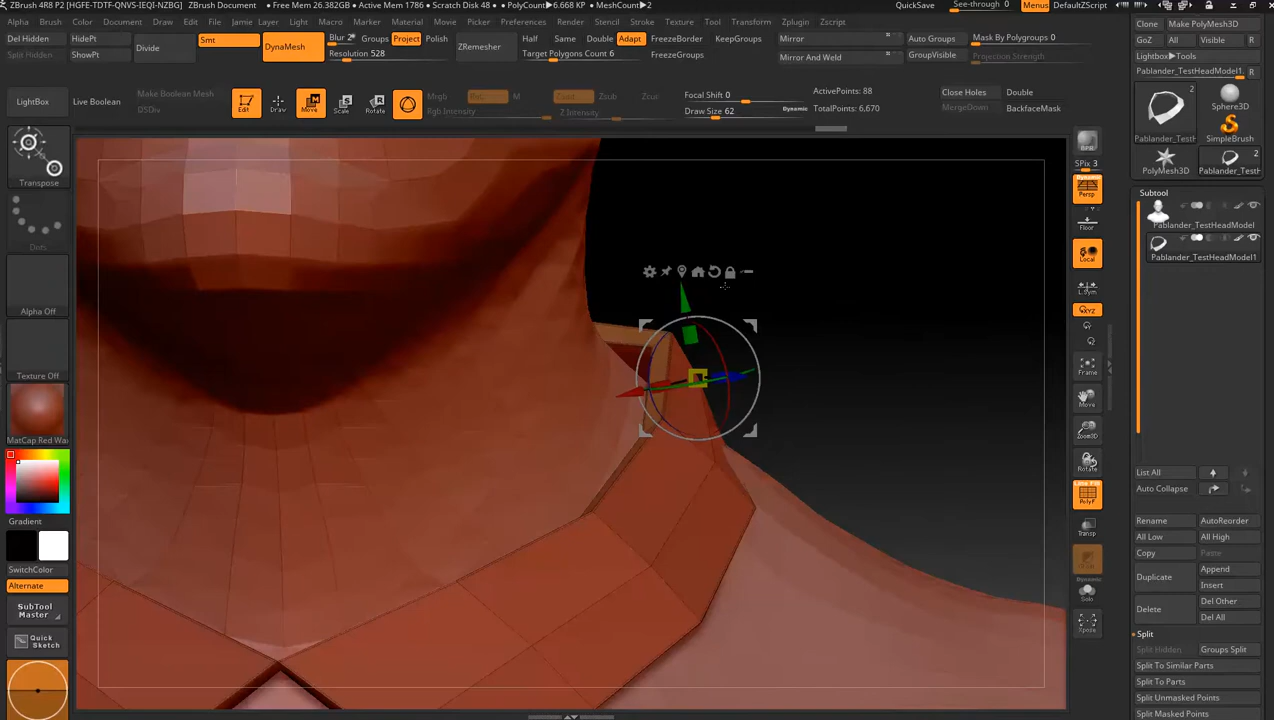 ZBrush 4R8 P2 [HGFE-TDTF-QNVS-IEQI-NZBG] ZBrush Document • Free Mem 26.382GB • Active Mem 1786 • Scratch Disk 48 • PolyCount▶6.668 KP • MeshCount▶2 QuickSave See-through 0 Menus DefaultZScript
Alpha Brush Color Document Draw Edit File Jamie Layer Light Macro Marker Material Movie Picker Preferences Render Stencil Stroke Texture Tool Transform Zplugin Zscript
Del Hidden HidePt Divide Smt DynaMesh Blur 2 Groups Project Polish ZRemesher Half Same Double Adapt FreezeBorder KeepGroups Mirror Auto Groups Mask By Polygroups 0
Split Hidden ShowPt Resolution 528 Target Polygons Count 6 FreezeGroups Mirror And Weld GroupVisible Projection Strength
LightBox Live Boolean Make Boolean Mesh Edit Draw Move Scale Rotate Mrgb M Zsub Zcut Focal Shift 0 ActivePoints: 88 Close Holes Double
Rgb Intensity Z Intensity Draw Size 62 Dynamic TotalPoints: 6,670 MergeDown BackfaceMask
Clone Make PolyMesh3D
GoZ All Visible R
Lightbox▶Tools
Pablander_TestHeadModel1. R
2
Sphere3D
Pablander_TestH SimpleBrush
2
PolyMesh3D Pablander_TestH
Subtool
Pablander_TestHeadModel
Pablander_TestHeadModel1
List All
Auto Collapse
Rename AutoReorder
All Low All High
Copy Paste
Duplicate Append
Insert
Delete Del Other
Del All
Split
Split Hidden Groups Split
Split To Similar Parts
Split To Parts
Split Unmasked Points
Split Masked Points
Transpose
Dots
Alpha Off
Texture Off
MatCap Red Wax
Gradient
SwitchColor
Alternate
SubTool
Master
Quick
Sketch
BPR
SPix 3
Dynamic
Persp
Floor
Local
L.Sym
XYZ
Frame
Move
Zoom3D
Rotate
Line Fill
PolyF
Transp
Dynamic
Solo
Xpose